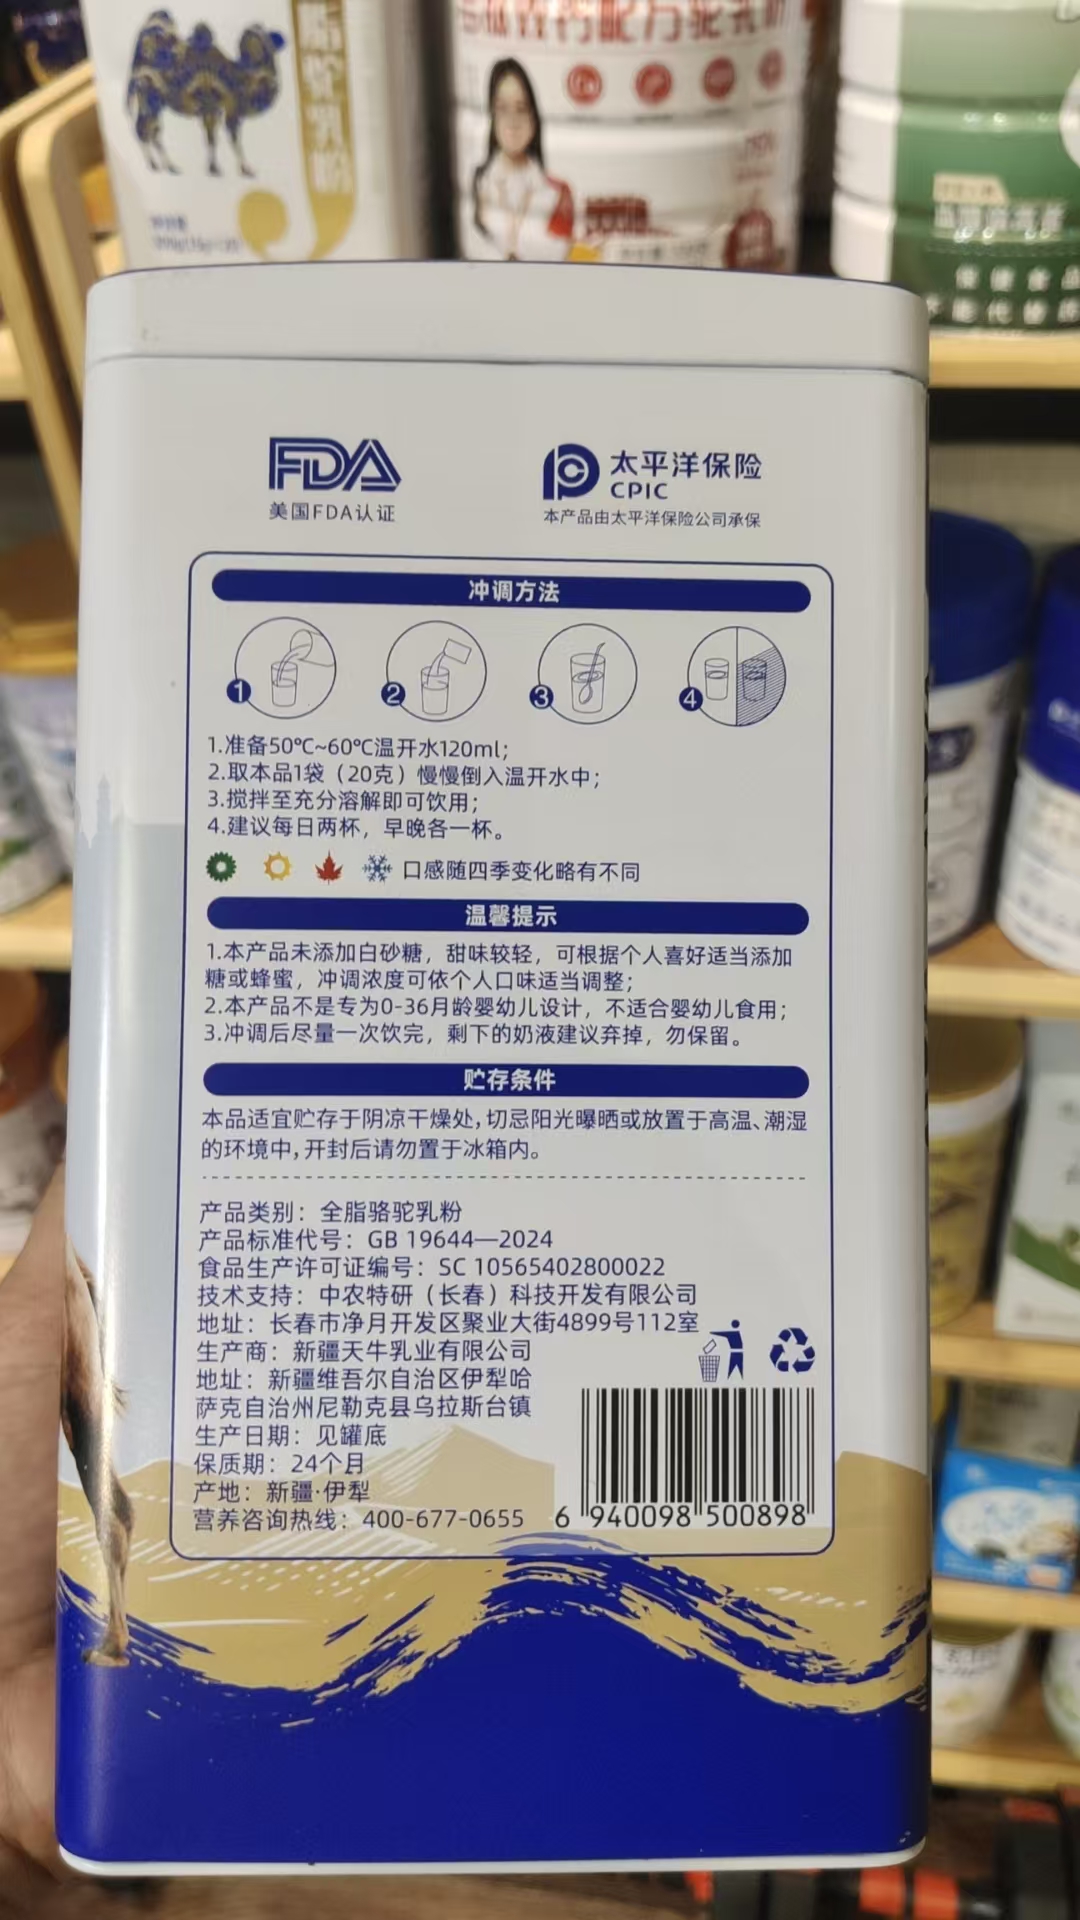 脂驼乳粉
FDA
美国FDA认证
太平洋保险
CPIC
本产品由太平洋保险公司承保
冲调方法
1 2 3 4
1.准备50℃~60℃温开水120ml;
2.取本品1袋（20克）慢慢倒入温开水中;
3.搅拌至充分溶解即可饮用;
4.建议每日两杯，早晚各一杯。
口感随四季变化略有不同
温馨提示
1.本产品未添加白砂糖，甜味较轻，可根据个人喜好适当添加
糖或蜂蜜，冲调浓度可依个人口味适当调整;
2.本产品不是专为0-36月龄婴幼儿设计，不适合婴幼儿食用;
3.冲调后尽量一次饮完，剩下的奶液建议弃掉，勿保留。
贮存条件
本品适宜贮存于阴凉干燥处,切忌阳光曝晒或放置于高温、潮湿
的环境中,开封后请勿置于冰箱内。
产品类别：全脂骆驼乳粉
产品标准代号：GB 19644—2024
食品生产许可证编号：SC 10565402800022
技术支持：中农特研（长春）科技开发有限公司
地址：长春市净月开发区聚业大街4899号112室
生产商：新疆天牛乳业有限公司
地址：新疆维吾尔自治区伊犁哈
萨克自治州尼勒克县乌拉斯台镇
生产日期：见罐底
保质期：24个月
产地：新疆·伊犁
营养咨询热线：400-677-0655
6 940098 500898